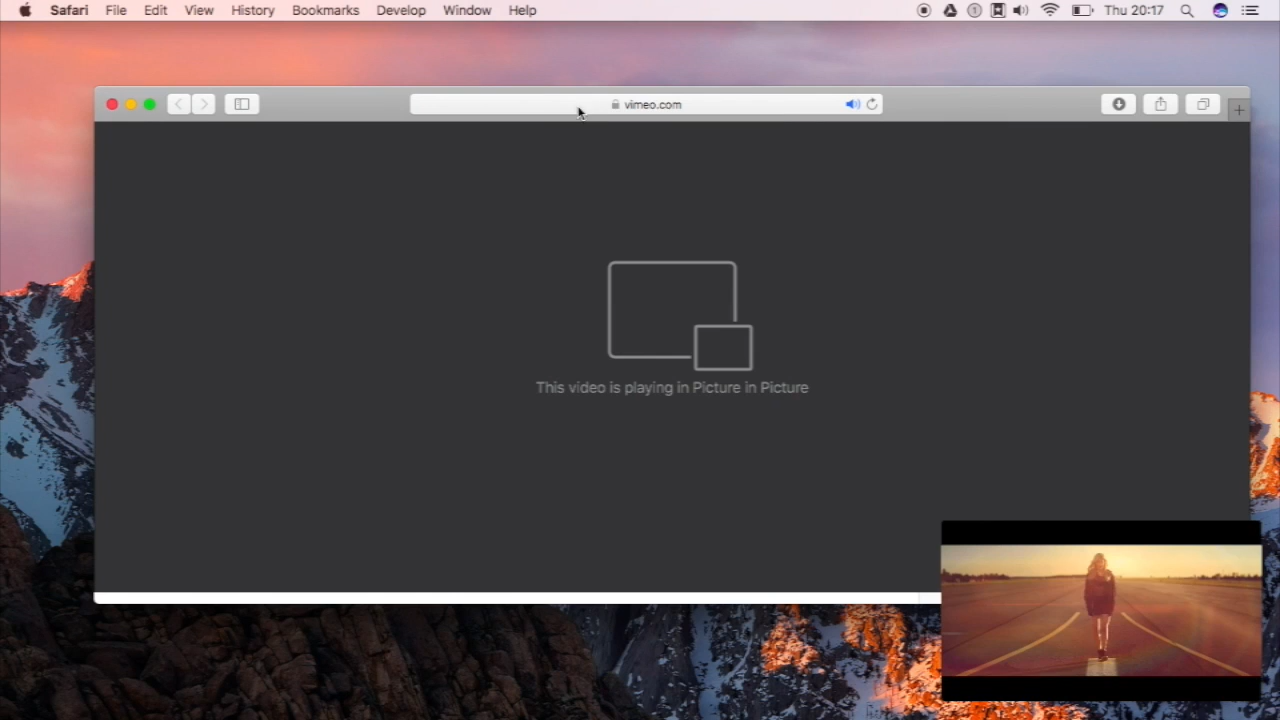 Safari File Edit View History Bookmarks Develop Window Help Thu 20:17
vimeo.com
This video is playing in Picture in Picture